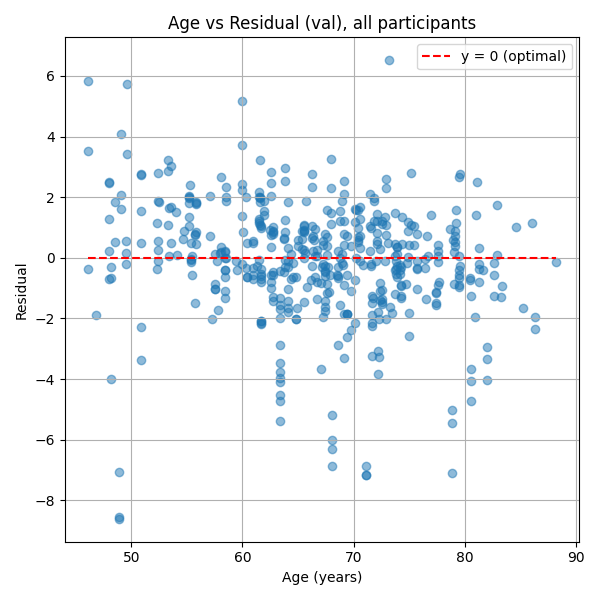 Age vs Residual (val), all participants
y = 0 (optimal)
6
4
2
0
−2
−4
−6
−8
Residual
50 60 70 80 90
Age (years)